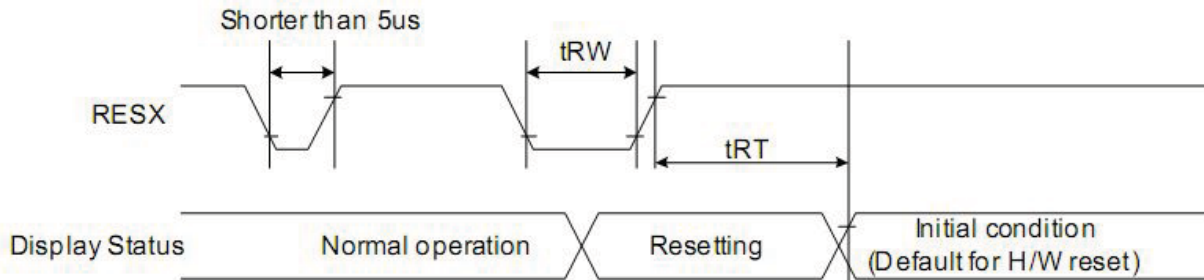 Shorter than 5us
tRW
RESX
tRT
Display Status
Normal operation
Resetting
Initial condition
(Default for H/W reset)